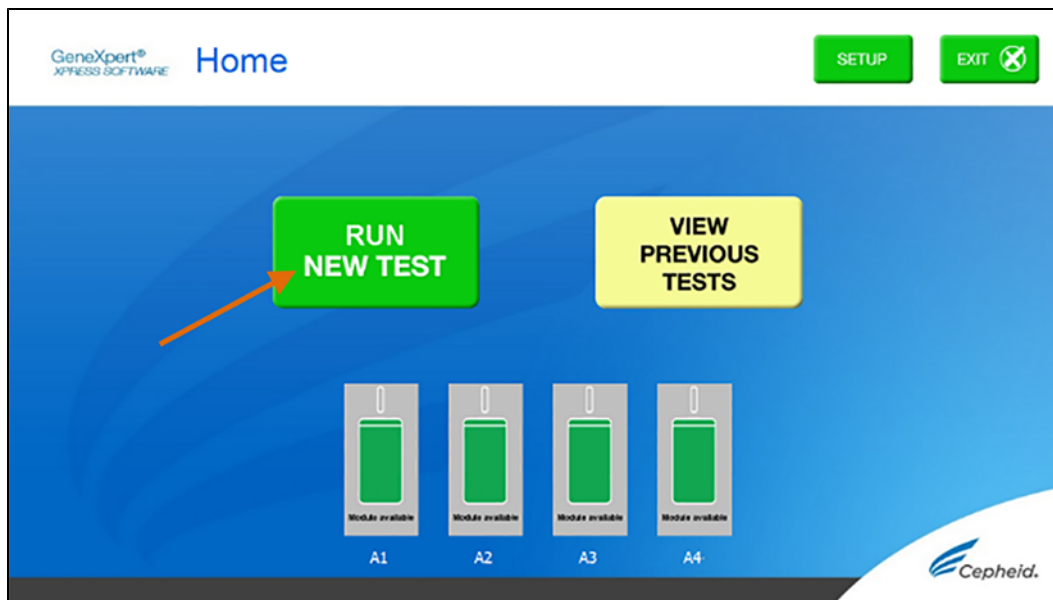 GeneXpert®
XPRESS SOFTWARE
Home
SETUP
EXIT
RUN
NEW TEST
VIEW
PREVIOUS
TESTS
Module available
Module available
Module available
Module available
A1
A2
A3
A4
Cepheid.